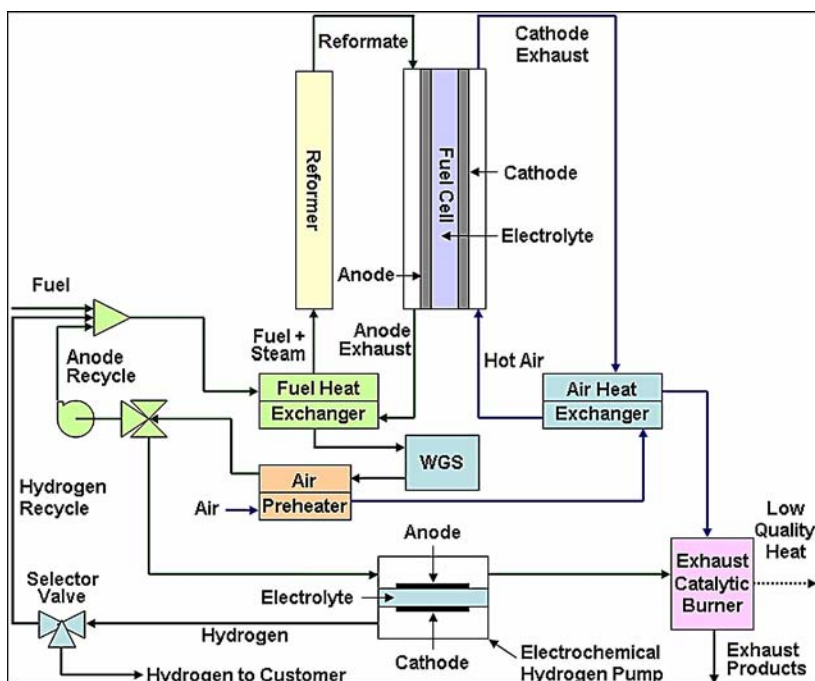 Reformate
Cathode
Exhaust
Reformer
Fuel Cell
Cathode
Electrolyte
Anode
Fuel
Fuel +
Steam
Anode
Exhaust
Hot Air
Anode
Recycle
Fuel Heat
Exchanger
Air Heat
Exchanger
WGS
Hydrogen
Recycle
Air
Preheater
Air
Low
Quality
Heat
Anode
Exhaust
Catalytic
Burner
Selector
Valve
Electrolyte
Hydrogen
Cathode
Electrochemical
Hydrogen Pump
Exhaust
Products
Hydrogen to Customer